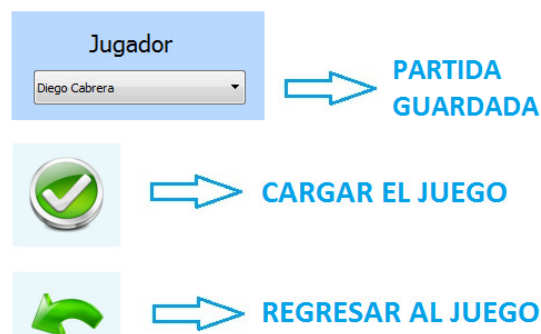 Jugador
Diego Cabrera
PARTIDA
GUARDADA
CARGAR EL JUEGO
REGRESAR AL JUEGO